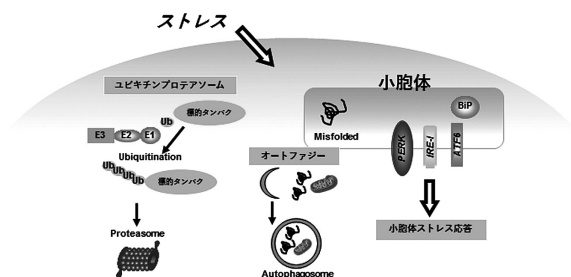 ストレス
ユビキチンプロテアソーム
Ub
標的タンパク
E3
E2
E1
Ubiquitination
Ub
Ub
Ub
Ub
標的タンパク
Proteasome
オートファジー
Autophagosome
小胞体
Misfolded
BiP
PERK
IRE-I
ATF6
小胞体ストレス応答